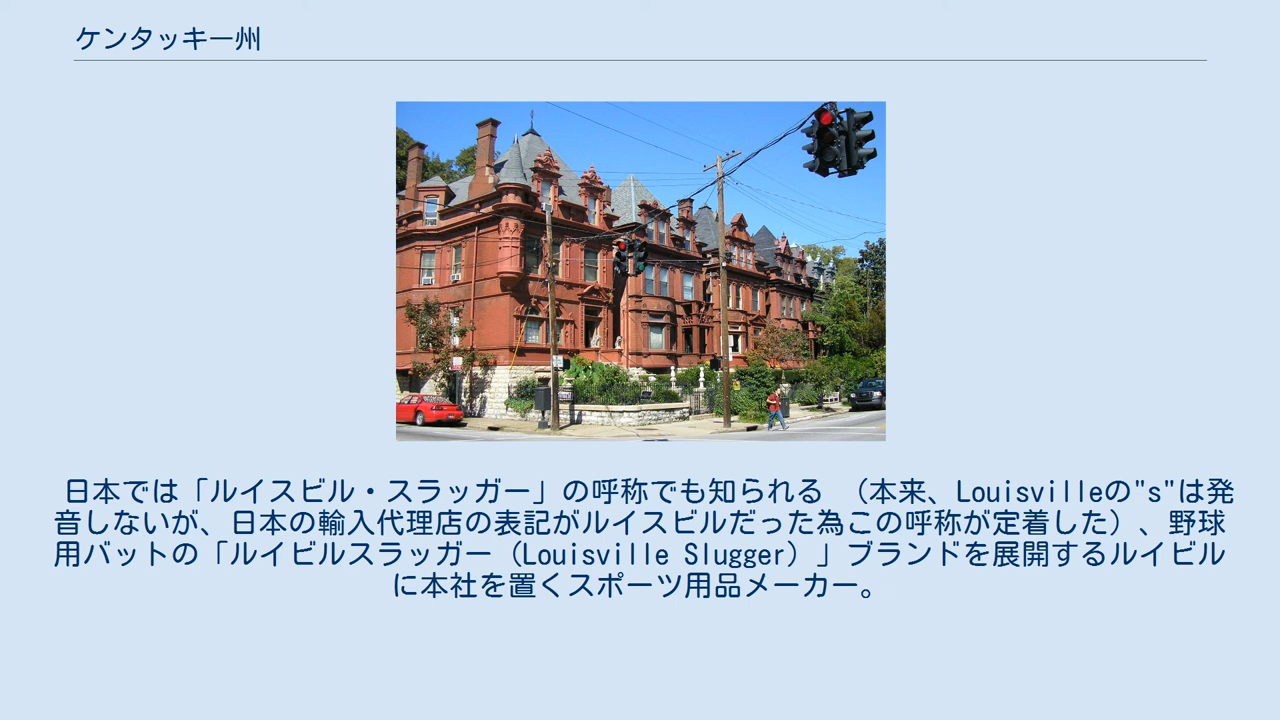 ケンタッキー州
日本では「ルイスビル・スラッガー」の呼称でも知られる （本来、Louisvilleの"s"は発
音しないが、日本の輸入代理店の表記がルイスビルだった為この呼称が定着した）、野球
用バットの「ルイビルスラッガー（Louisville Slugger）」ブランドを展開するルイビル
に本社を置くスポーツ用品メーカー。